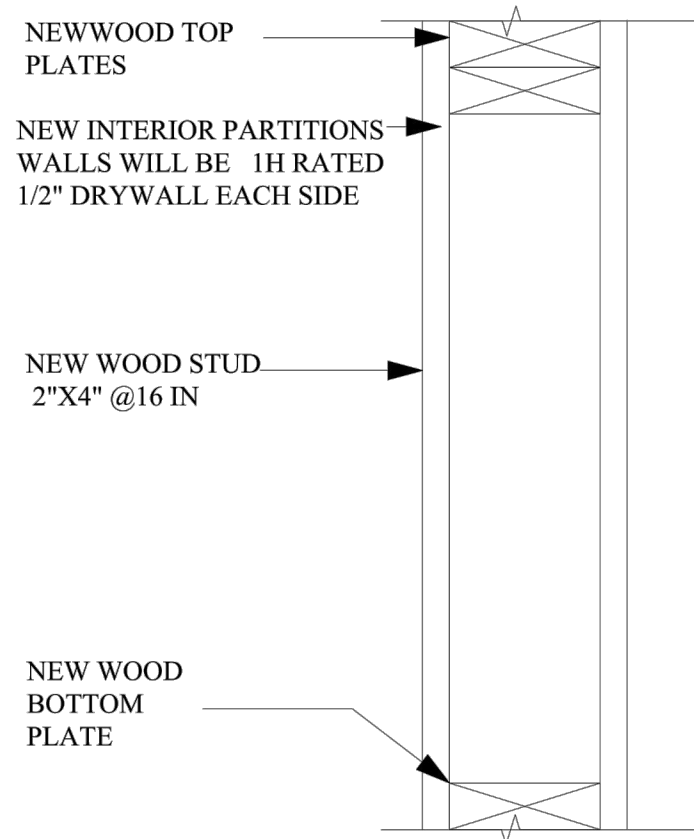 NEWWOOD TOP
PLATES
NEW INTERIOR PARTITIONS
WALLS WILL BE 1H RATED
1/2" DRYWALL EACH SIDE
NEW WOOD STUD
2"X4" @16 IN
NEW WOOD
BOTTOM
PLATE